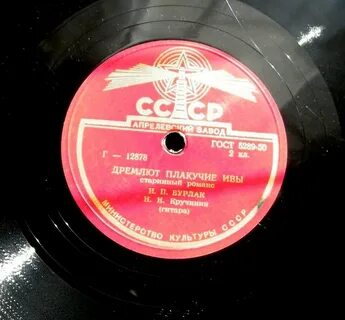 СССР
АПРЕЛЕВСКИЙ ЗАВОД
ГОСТ 5289-50
Г — 12878
2 кл.
ДРЕМЛЮТ ПЛАКУЧИЕ ИВЫ
старинный романс
П. БУРЛАК
Н. Н. Кручинин
(гитара)
МИНИСТЕРСТВО КУЛЬТУРЫ СССР